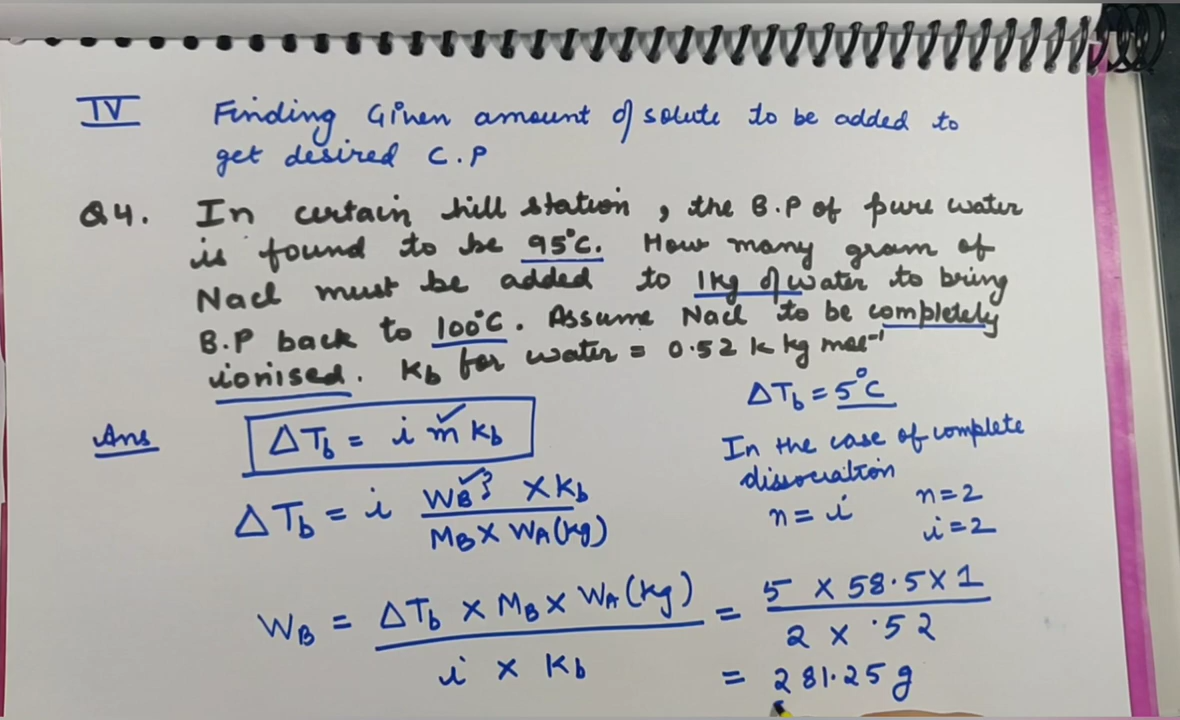 IV Finding Given amount of solute to be added to
get desired C.P
Q4. In certain hill station, the B.P of pure water
is found to be 95°C. How many gram of
Nacl must be added to 1kg of water to bring
B.P back to 100°C. Assume Nacl to be completely
ionised. Kb for water = 0.52 K kg mol⁻¹
Ans ΔTb = i m Kb
ΔTb = i WB? × Kb / MB × WA(kg)
WB = ΔTb × MB × WA(kg) / i × Kb = 5 × 58.5 × 1 / 2 × .52
= 281.25 g
ΔTb = 5°C
In the case of complete
dissociation
n = i n=2
i=2